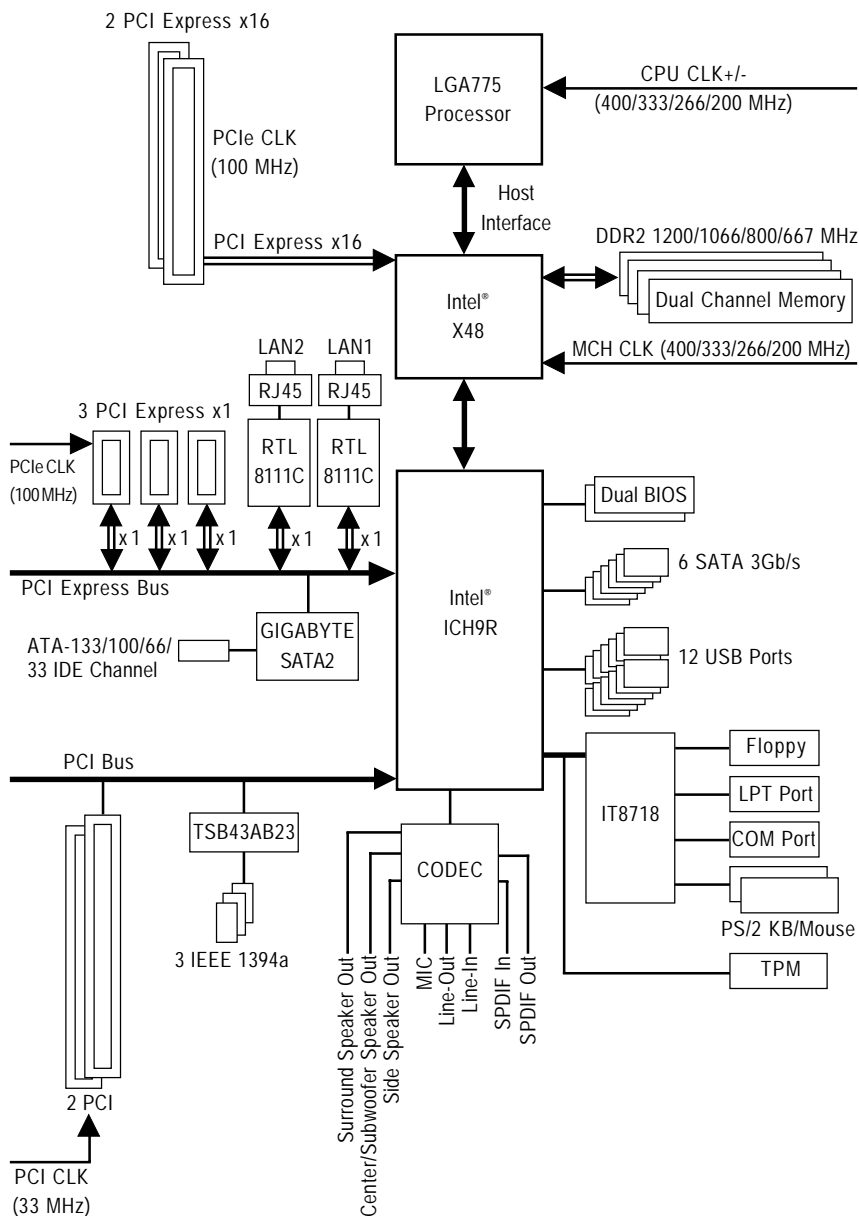 2 PCI Express x16
LGA775
Processor
CPU CLK+/-
(400/333/266/200 MHz)
PCIe CLK
(100 MHz)
Host
Interface
PCI Express x16
DDR2 1200/1066/800/667 MHz
Dual Channel Memory
Intel®
X48
MCH CLK (400/333/266/200 MHz)
LAN2
LAN1
RJ45
RJ45
3 PCI Express x1
RTL
8111C
RTL
8111C
PCIe CLK
(100 MHz)
x 1
x 1
x 1
x 1
x 1
PCI Express Bus
Dual BIOS
6 SATA 3Gb/s
Intel®
ICH9R
GIGABYTE
SATA2
ATA-133/100/66/
33 IDE Channel
12 USB Ports
PCI Bus
IT8718
Floppy
LPT Port
COM Port
PS/2 KB/Mouse
TPM
TSB43AB23
3 IEEE 1394a
CODEC
Surround Speaker Out
Center/Subwoofer Speaker Out
Side Speaker Out
MIC
Line-Out
Line-In
SPDIF In
SPDIF Out
2 PCI
PCI CLK
(33 MHz)